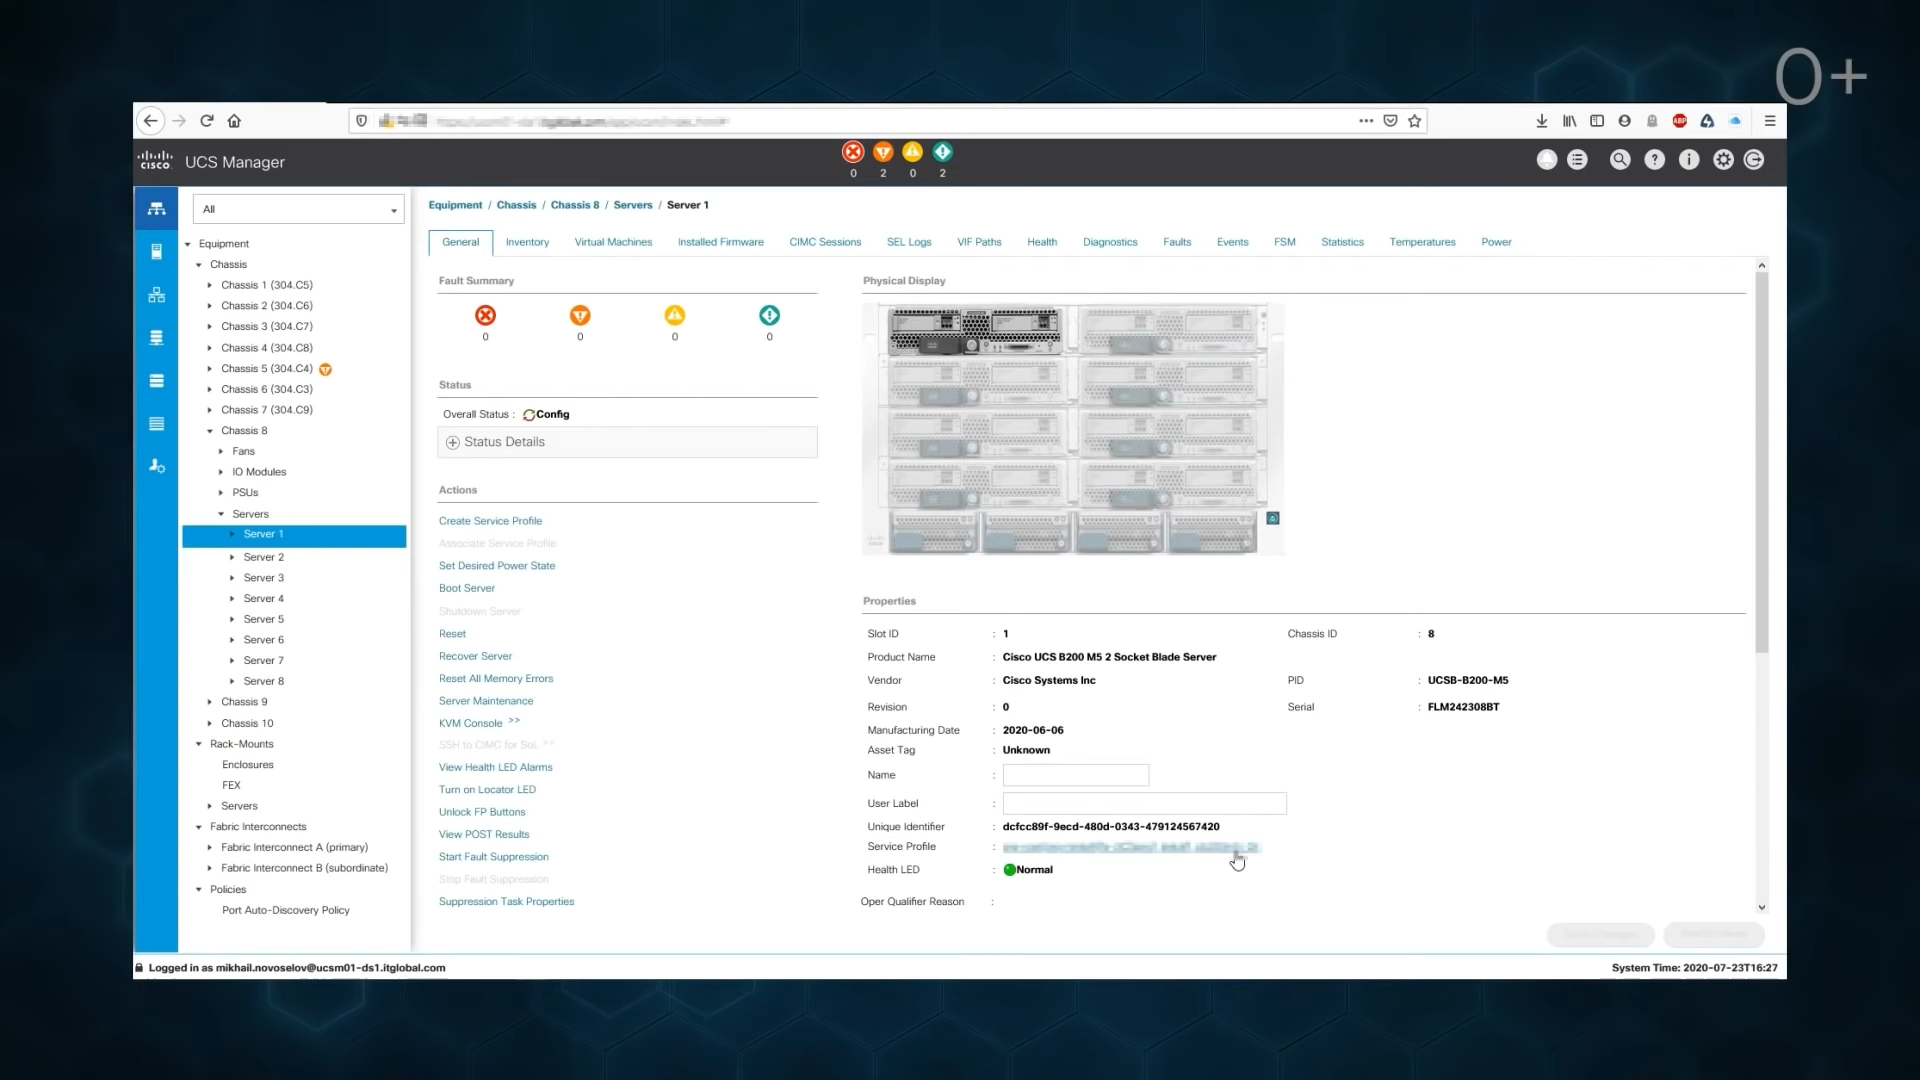 0+
cisco UCS Manager
0 2 0 2
All
Equipment
Chassis
Chassis 1 (304.C5)
Chassis 2 (304.C6)
Chassis 3 (304.C7)
Chassis 4 (304.C8)
Chassis 5 (304.C4)
Chassis 6 (304.C3)
Chassis 7 (304.C9)
Chassis 8
Fans
IO Modules
PSUs
Servers
Server 1
Server 2
Server 3
Server 4
Server 5
Server 6
Server 7
Server 8
Chassis 9
Chassis 10
Rack-Mounts
Enclosures
FEX
Servers
Fabric Interconnects
Fabric Interconnect A (primary)
Fabric Interconnect B (subordinate)
Policies
Port Auto-Discovery Policy
Equipment / Chassis / Chassis 8 / Servers / Server 1
General Inventory Virtual Machines Installed Firmware CIMC Sessions SEL Logs VIF Paths Health Diagnostics Faults Events FSM Statistics Temperatures Power
Fault Summary
0 0 0 0
Status
Overall Status : Config
Status Details
Actions
Create Service Profile
Associate Service Profile
Set Desired Power State
Boot Server
Shutdown Server
Reset
Recover Server
Reset All Memory Errors
Server Maintenance
KVM Console >>
SSH to CIMC for SoL >>
View Health LED Alarms
Turn on Locator LED
Unlock FP Buttons
View POST Results
Start Fault Suppression
Stop Fault Suppression
Suppression Task Properties
Physical Display
Properties
Slot ID : 1 Chassis ID : 8
Product Name : Cisco UCS B200 M5 2 Socket Blade Server
Vendor : Cisco Systems Inc PID : UCSB-B200-M5
Revision : 0 Serial : FLM242308BT
Manufacturing Date : 2020-06-06
Asset Tag : Unknown
Name :
User Label :
Unique Identifier : dcfcc89f-9ecd-480d-0343-479124567420
Service Profile :
Health LED : Normal
Oper Qualifier Reason :
Logged in as mikhail.novoselov@ucsm01-ds1.itglobal.com
System Time: 2020-07-23T16:27